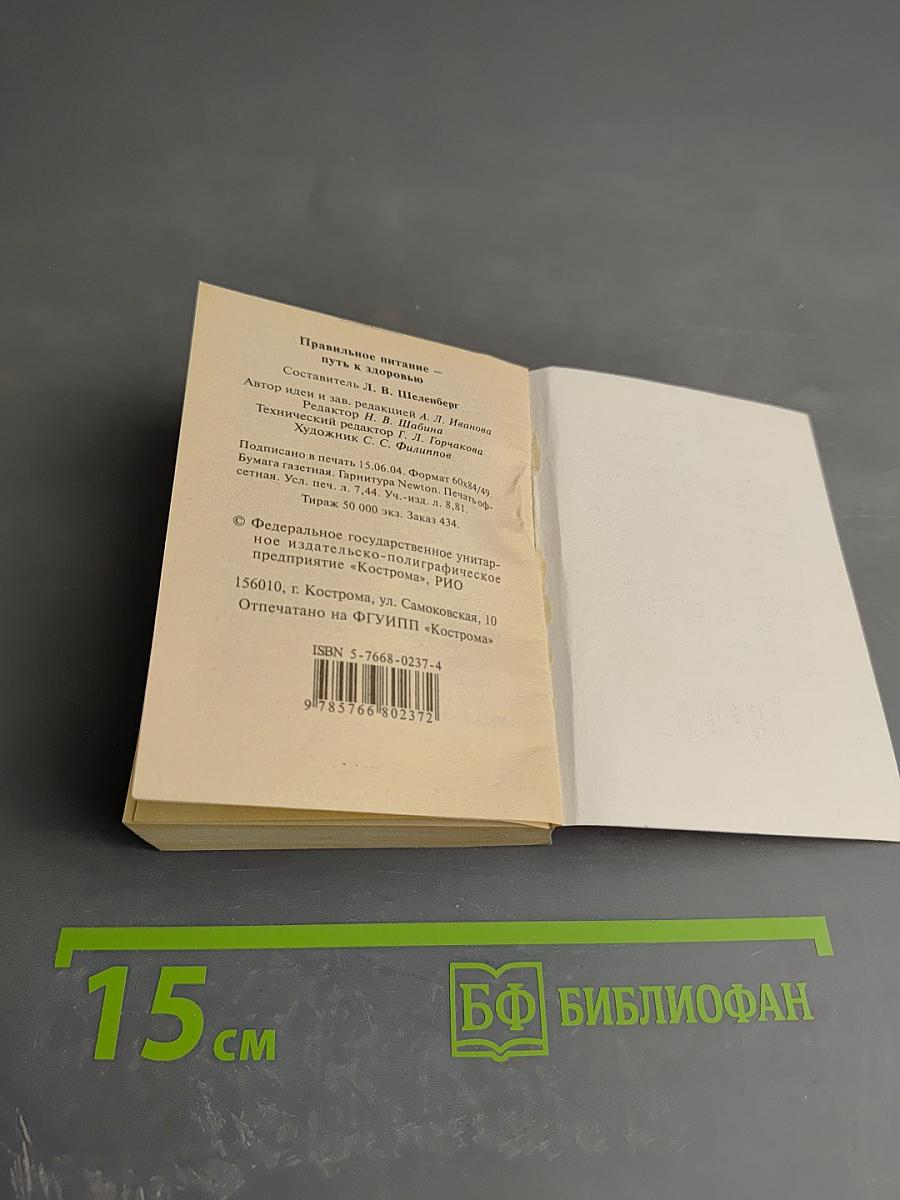 Правильное питание —
путь к здоровью
Составитель Л. В. Шеленберг
Автор идеи и зав. редакцией А. Л. Иванова
Редактор Н. В. Шабина
Технический редактор Г. Л. Горчакова
Художник С. С. Филиппов
Подписано в печать 15.06.04. Формат 60х84/49.
Бумага газетная. Гарнитура Newton. Печать оф-
сетная. Усл. печ. л. 7,44. Уч.-изд. л. 8,81.
Тираж 50 000 экз. Заказ 434.
© Федеральное государственное унитар-
ное издательско-полиграфическое
предприятие «Кострома», РИО
156010, г. Кострома, ул. Самоковская, 10
Отпечатано на ФГУИПП «Кострома»
ISBN 5-7668-0237-4
9 785766 802372
15 см
БФ БИБЛИОФАН